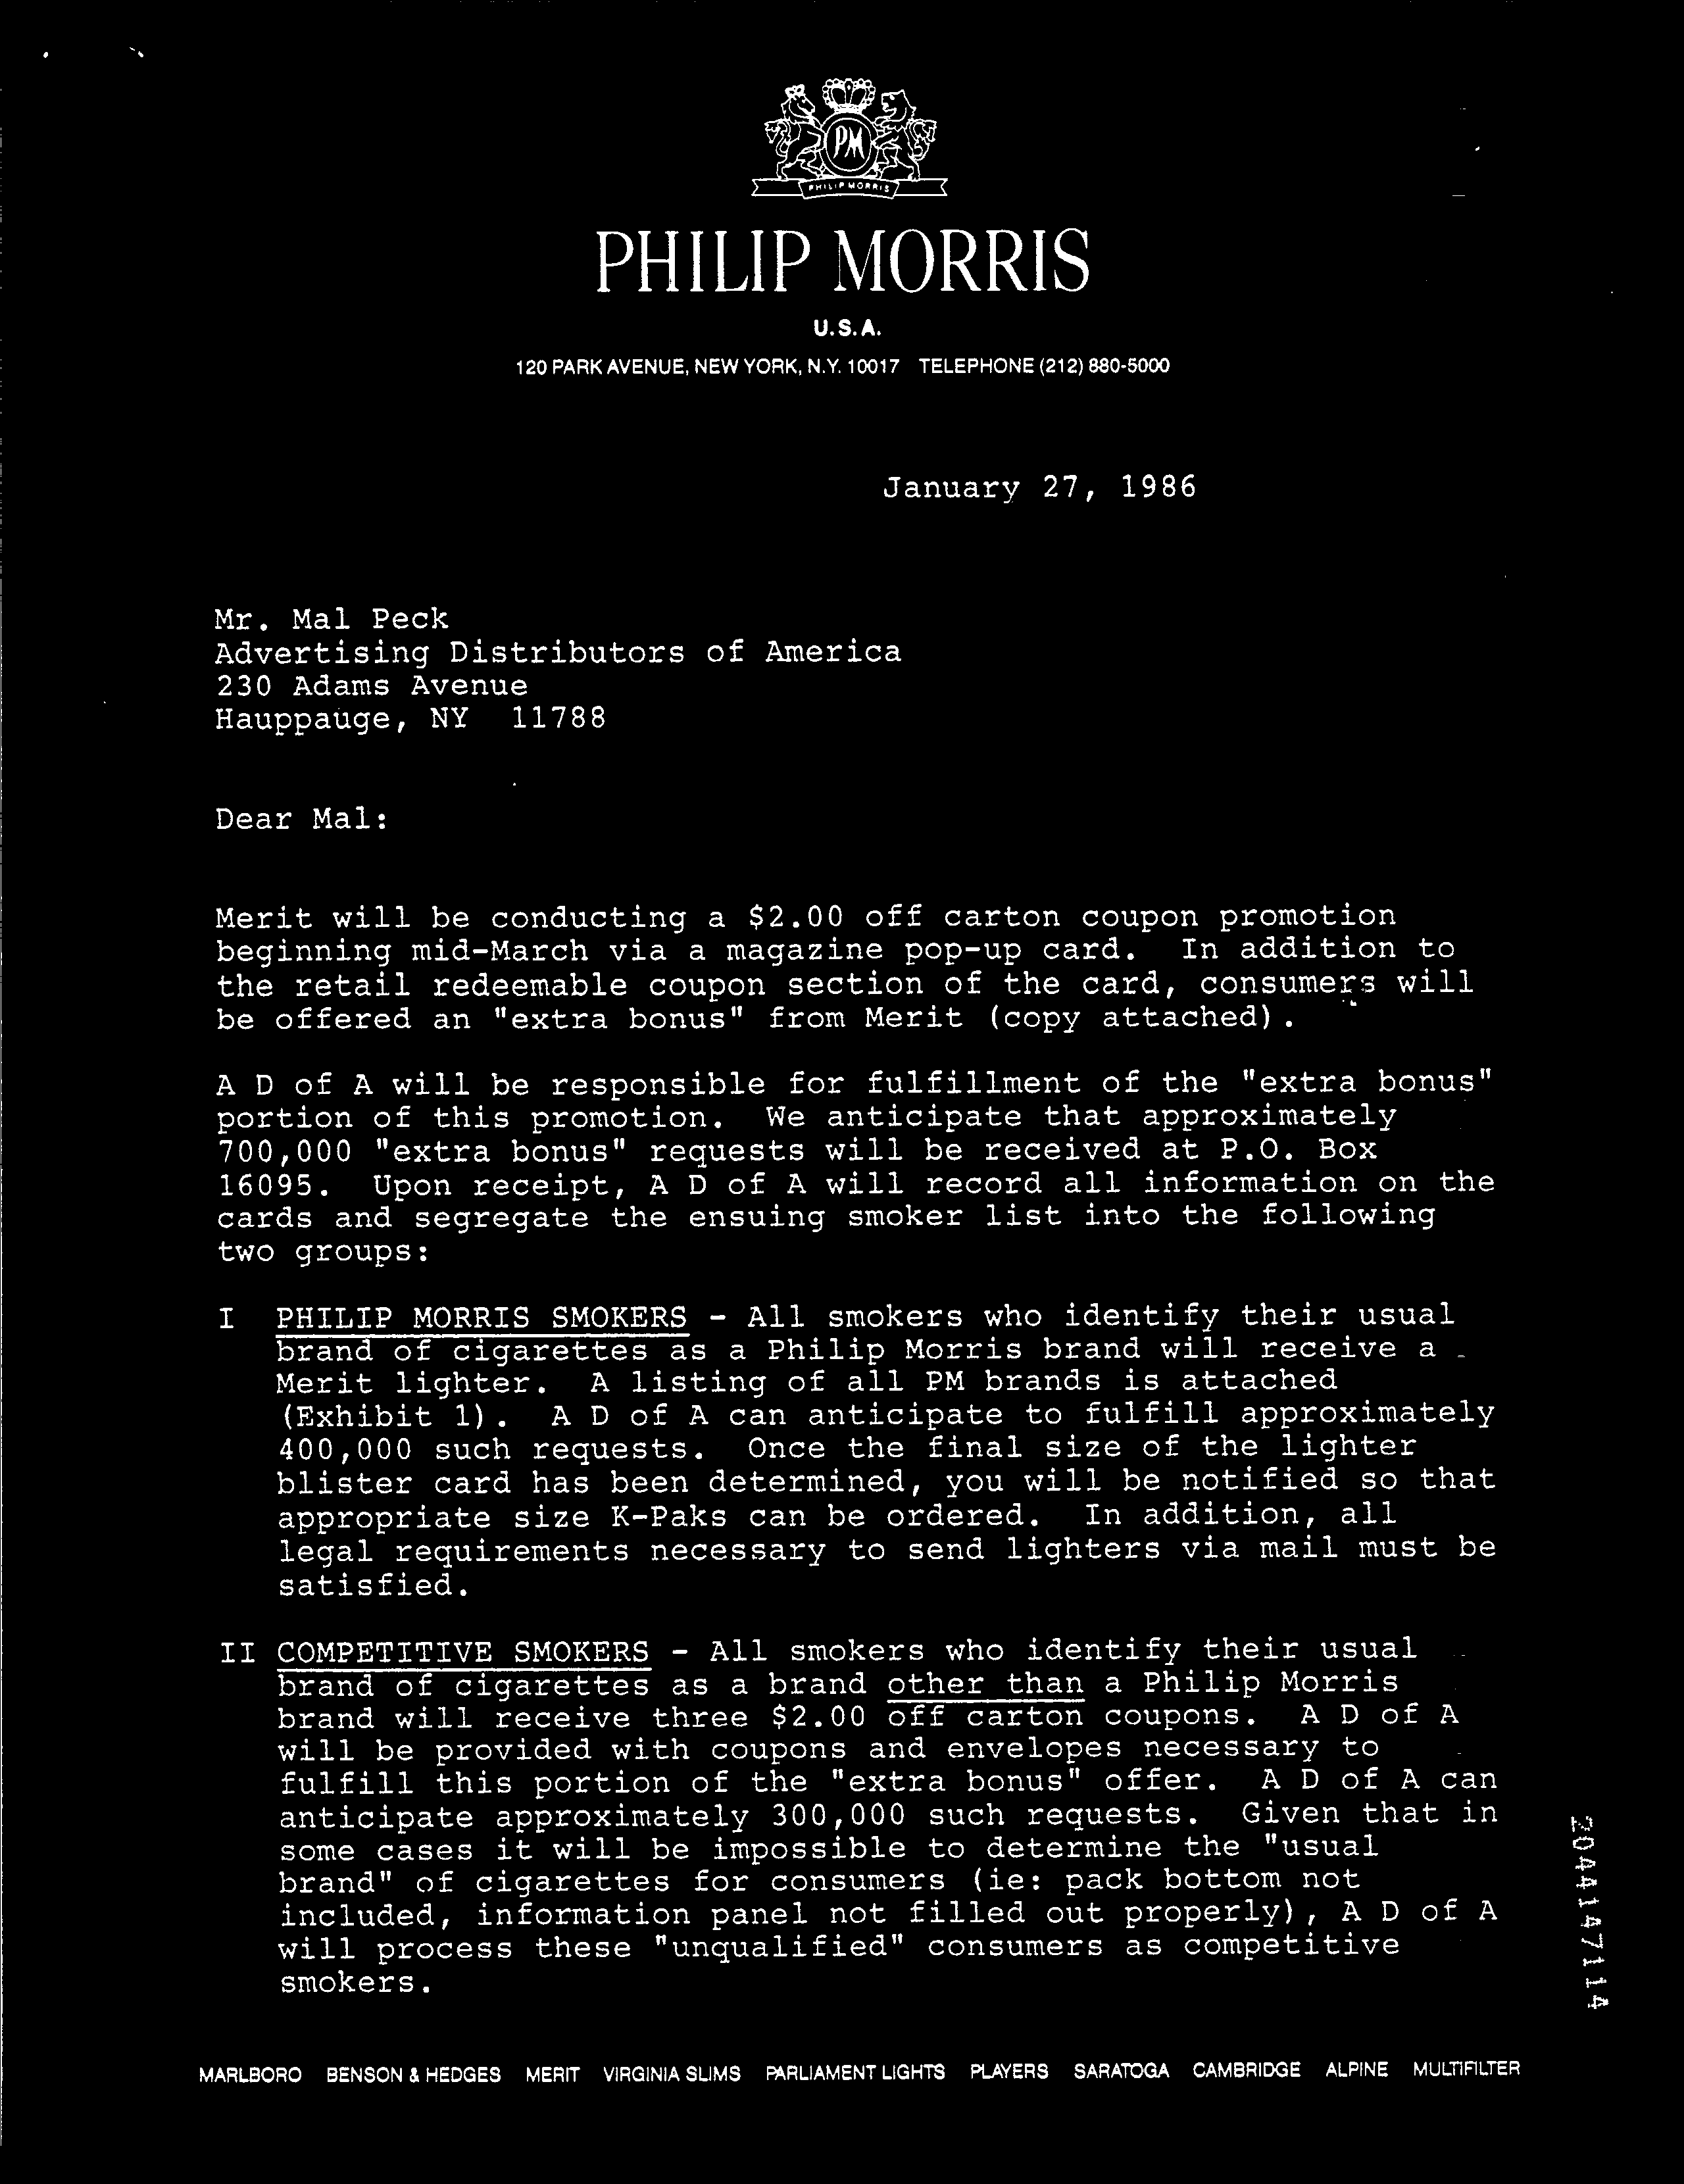 PM
PHILIP MORRIS
PHILIP MORRIS
U.S.A.
120 PARK AVENUE, NEW YORK, N.Y. 10017 TELEPHONE (212) 880-5000
January 27, 1986
Mr. Mal Peck
Advertising Distributors of America
230 Adams Avenue
Hauppauge, NY 11788
Dear Mal:
Merit will be conducting a $2.00 off carton coupon promotion
beginning mid-March via a magazine pop-up card. In addition to
the retail redeemable coupon section of the card, consumers will
be offered an "extra bonus" from Merit (copy attached).
A D of A will be responsible for fulfillment of the "extra bonus"
portion of this promotion. We anticipate that approximately
700,000 "extra bonus" requests will be received at P.O. Box
16095. Upon receipt, A D of A will record all information on the
cards and segregate the ensuing smoker list into the following
two groups:
I PHILIP MORRIS SMOKERS - All smokers who identify their usual
brand of cigarettes as a Philip Morris brand will receive a
Merit lighter. A listing of all PM brands is attached
(Exhibit 1). A D of A can anticipate to fulfill approximately
400,000 such requests. Once the final size of the lighter
blister card has been determined, you will be notified so that
appropriate size K-Paks can be ordered. In addition, all
legal requirements necessary to send lighters via mail must be
satisfied.
II COMPETITIVE SMOKERS - All smokers who identify their usual
brand of cigarettes as a brand other than a Philip Morris
brand will receive three $2.00 off carton coupons. A D of A
will be provided with coupons and envelopes necessary to
fulfill this portion of the "extra bonus" offer. A D of A can
anticipate approximately 300,000 such requests. Given that in
some cases it will be impossible to determine the "usual
brand" of cigarettes for consumers (ie: pack bottom not
included, information panel not filled out properly), A D of A
will process these "unqualified" consumers as competitive
smokers.
2044147114
MARLBORO BENSON & HEDGES MERIT VIRGINIA SLIMS PARLIAMENT LIGHTS PLAYERS SARATOGA CAMBRIDGE ALPINE MULTIFILTER